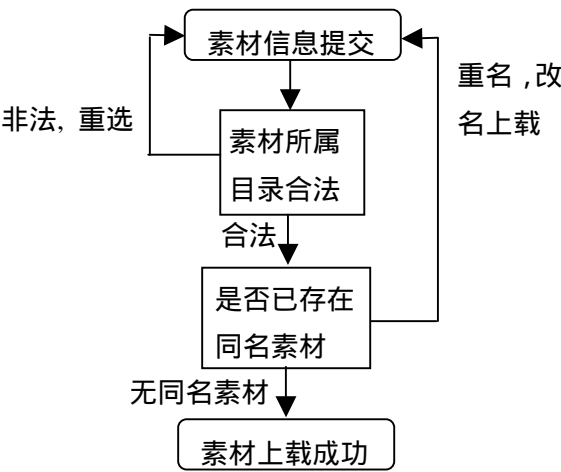 素材信息提交
重名,改
名上载
非法, 重选
素材所属
目录合法
合法
是否已存在
同名素材
无同名素材
素材上载成功